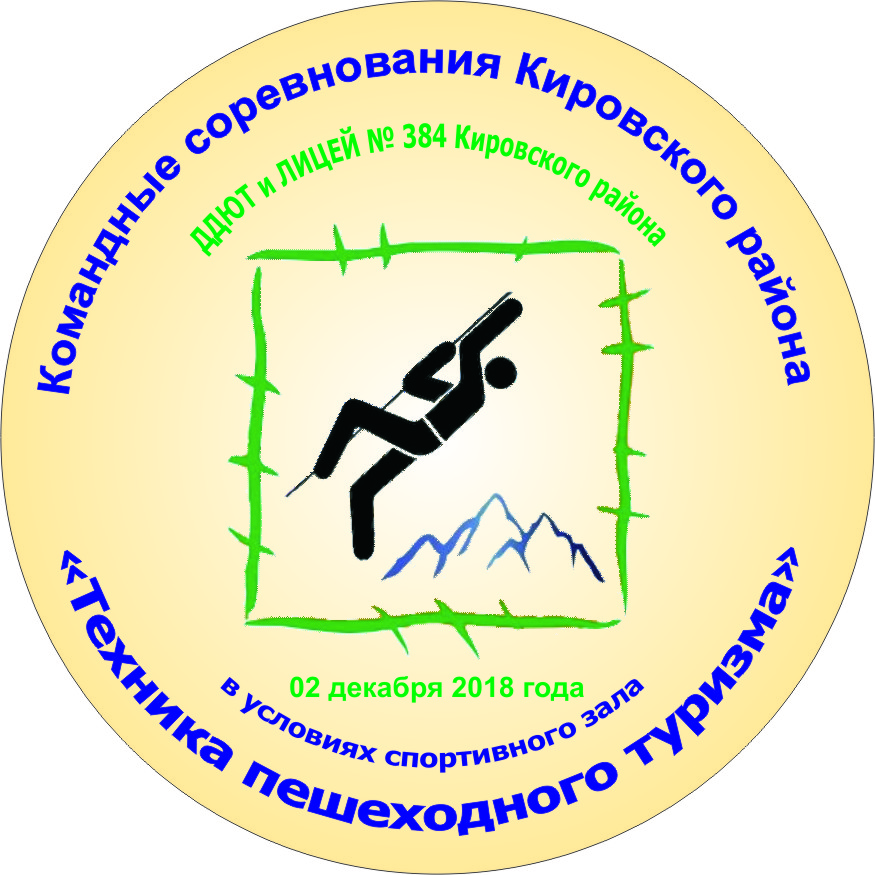 Командные соревнования Кировского района
ДДЮТ и ЛИЦЕЙ № 384 Кировского района
02 декабря 2018 года
в условиях спортивного зала
«Техника пешеходного туризма»